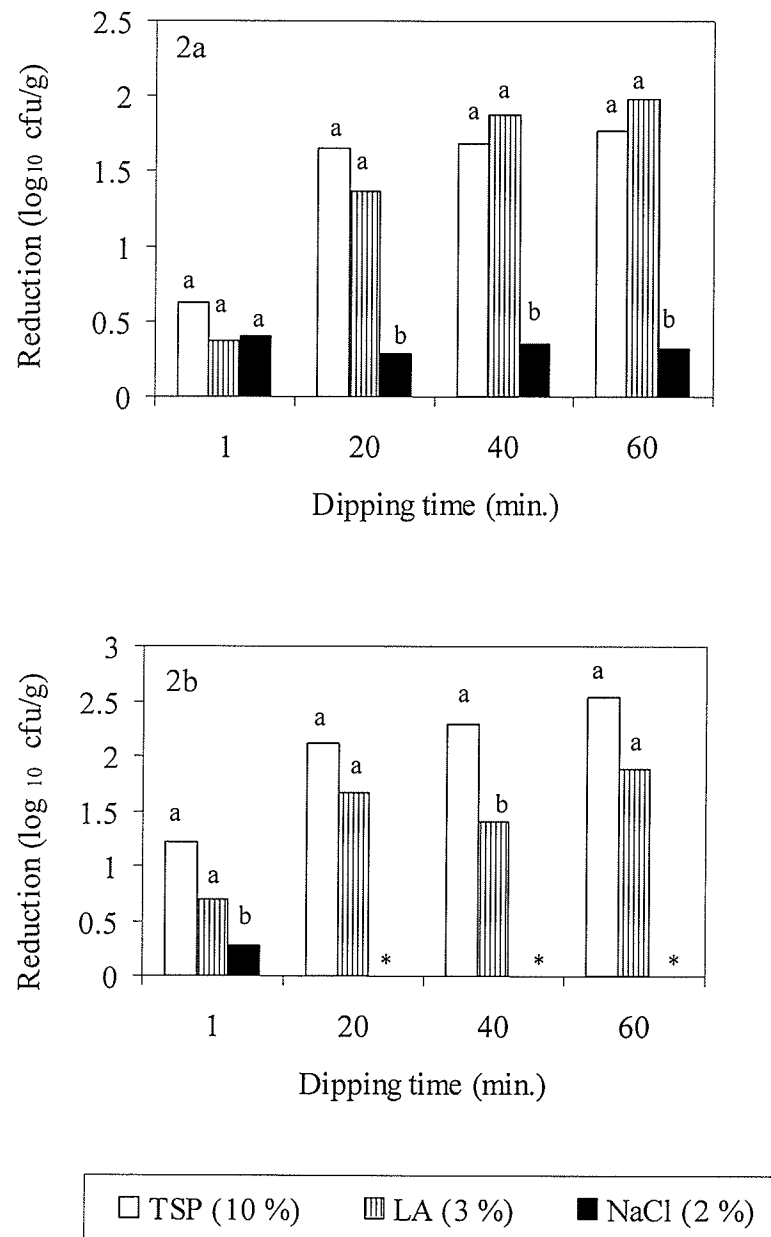 2a
Reduction (log10 cfu/g)
2.5
2
1.5
1
0.5
0
a a a
a a b
a a b
a a b
1 20 40 60
Dipping time (min.)
2b
Reduction (log 10 cfu/g)
3
2.5
2
1.5
1
0.5
0
a a b
a a *
a b *
a a *
1 20 40 60
Dipping time (min.)
TSP (10 %) LA (3 %) NaCl (2 %)